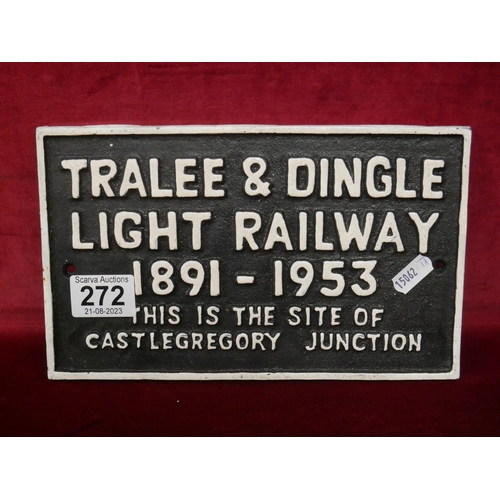 TRALEE & DINGLE
LIGHT RAILWAY
1891 - 1953
THIS IS THE SITE OF
CASTLEGREGORY JUNCTION
Scarva Auctions
272
21-08-2023
15062